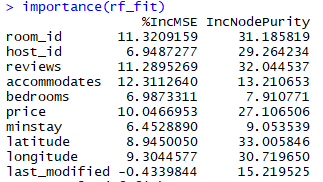 > importance(rf_fit)
%IncMSE IncNodePurity
room_id 11.3209159 31.185819
host_id 6.9487277 29.264234
reviews 11.2895269 32.044537
accommodates 12.3112640 13.210653
bedrooms 6.9873311 7.910771
price 10.0466953 27.106506
minstay 6.4528890 9.053539
latitude 8.9450050 33.005846
longitude 9.3044577 30.719650
last_modified -0.4339844 15.219525